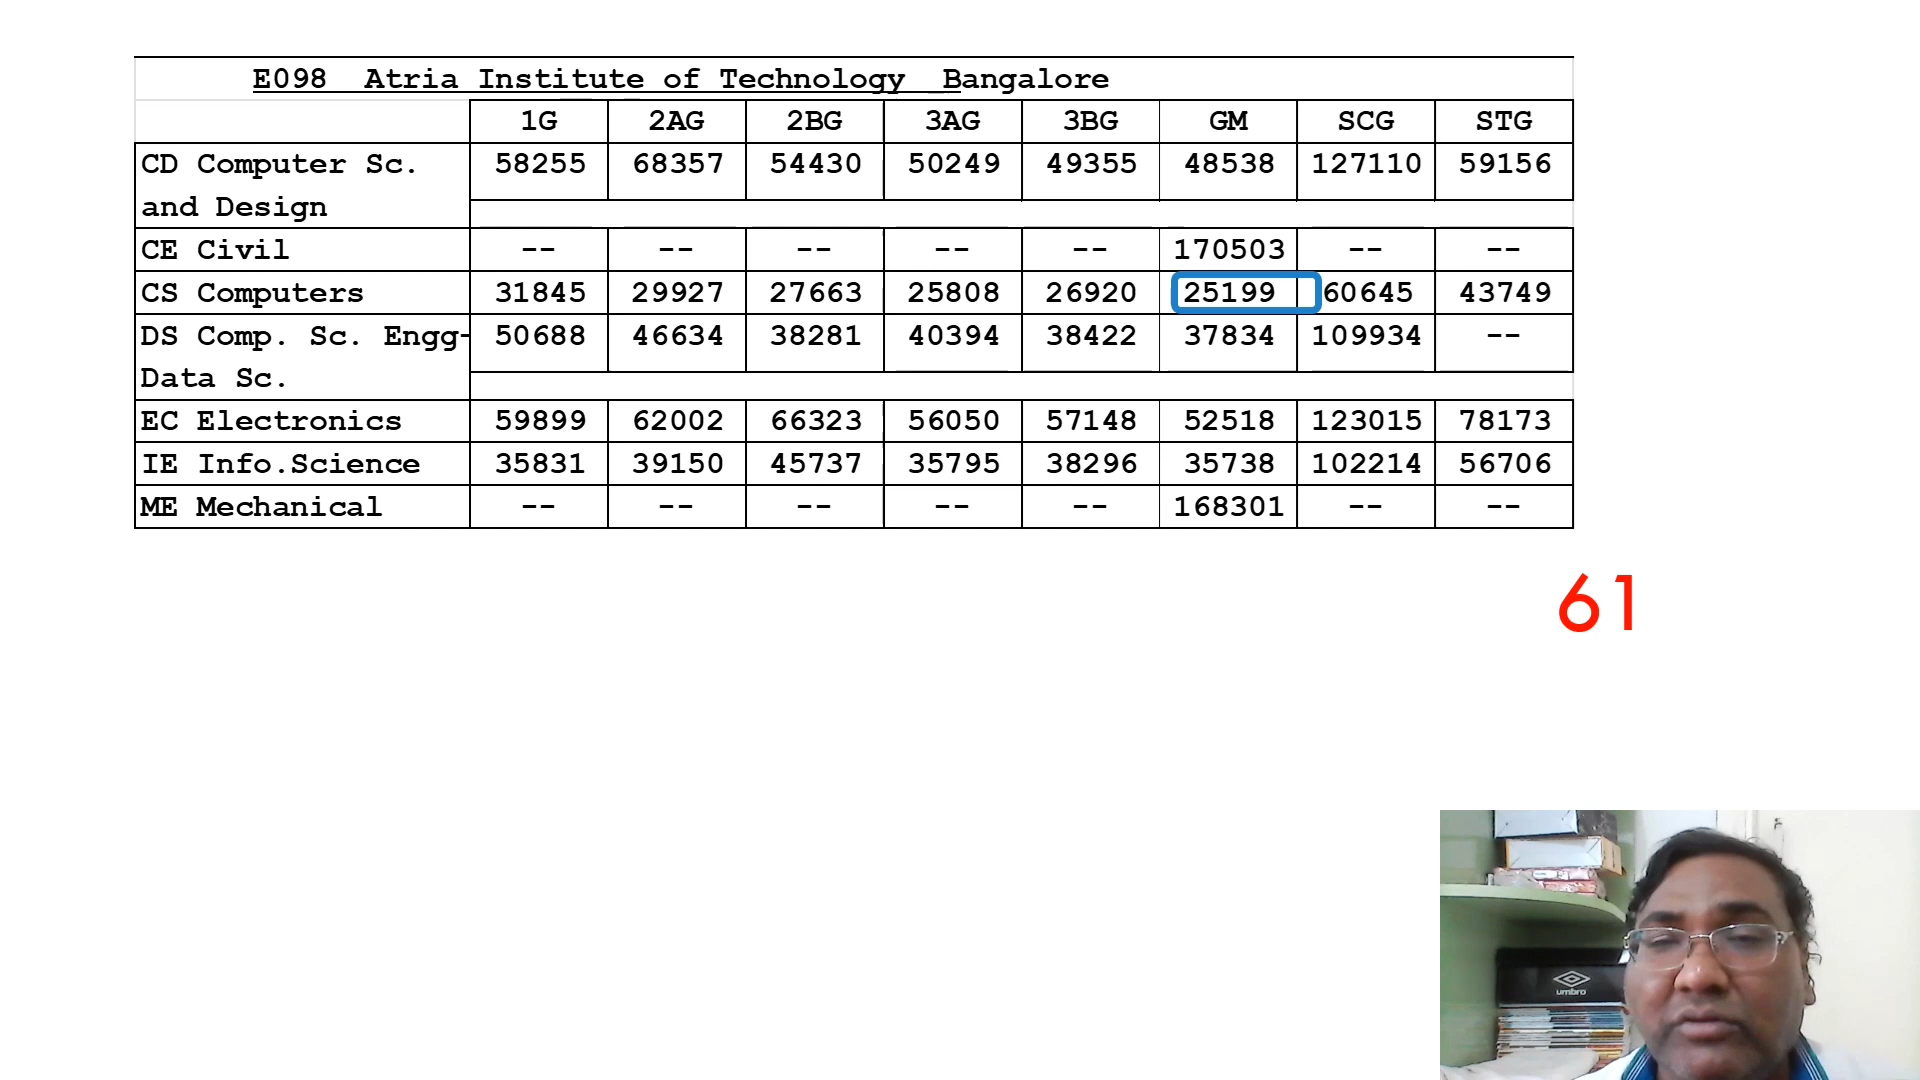 E098 Atria Institute of Technology Bangalore
1G 2AG 2BG 3AG 3BG GM SCG STG
CD Computer Sc. 58255 68357 54430 50249 49355 48538 127110 59156
and Design
CE Civil -- -- -- -- -- 170503 -- --
CS Computers 31845 29927 27663 25808 26920 25199 60645 43749
DS Comp. Sc. Engg- 50688 46634 38281 40394 38422 37834 109934 --
Data Sc.
EC Electronics 59899 62002 66323 56050 57148 52518 123015 78173
IE Info.Science 35831 39150 45737 35795 38296 35738 102214 56706
ME Mechanical -- -- -- -- -- 168301 -- --
61
umbro